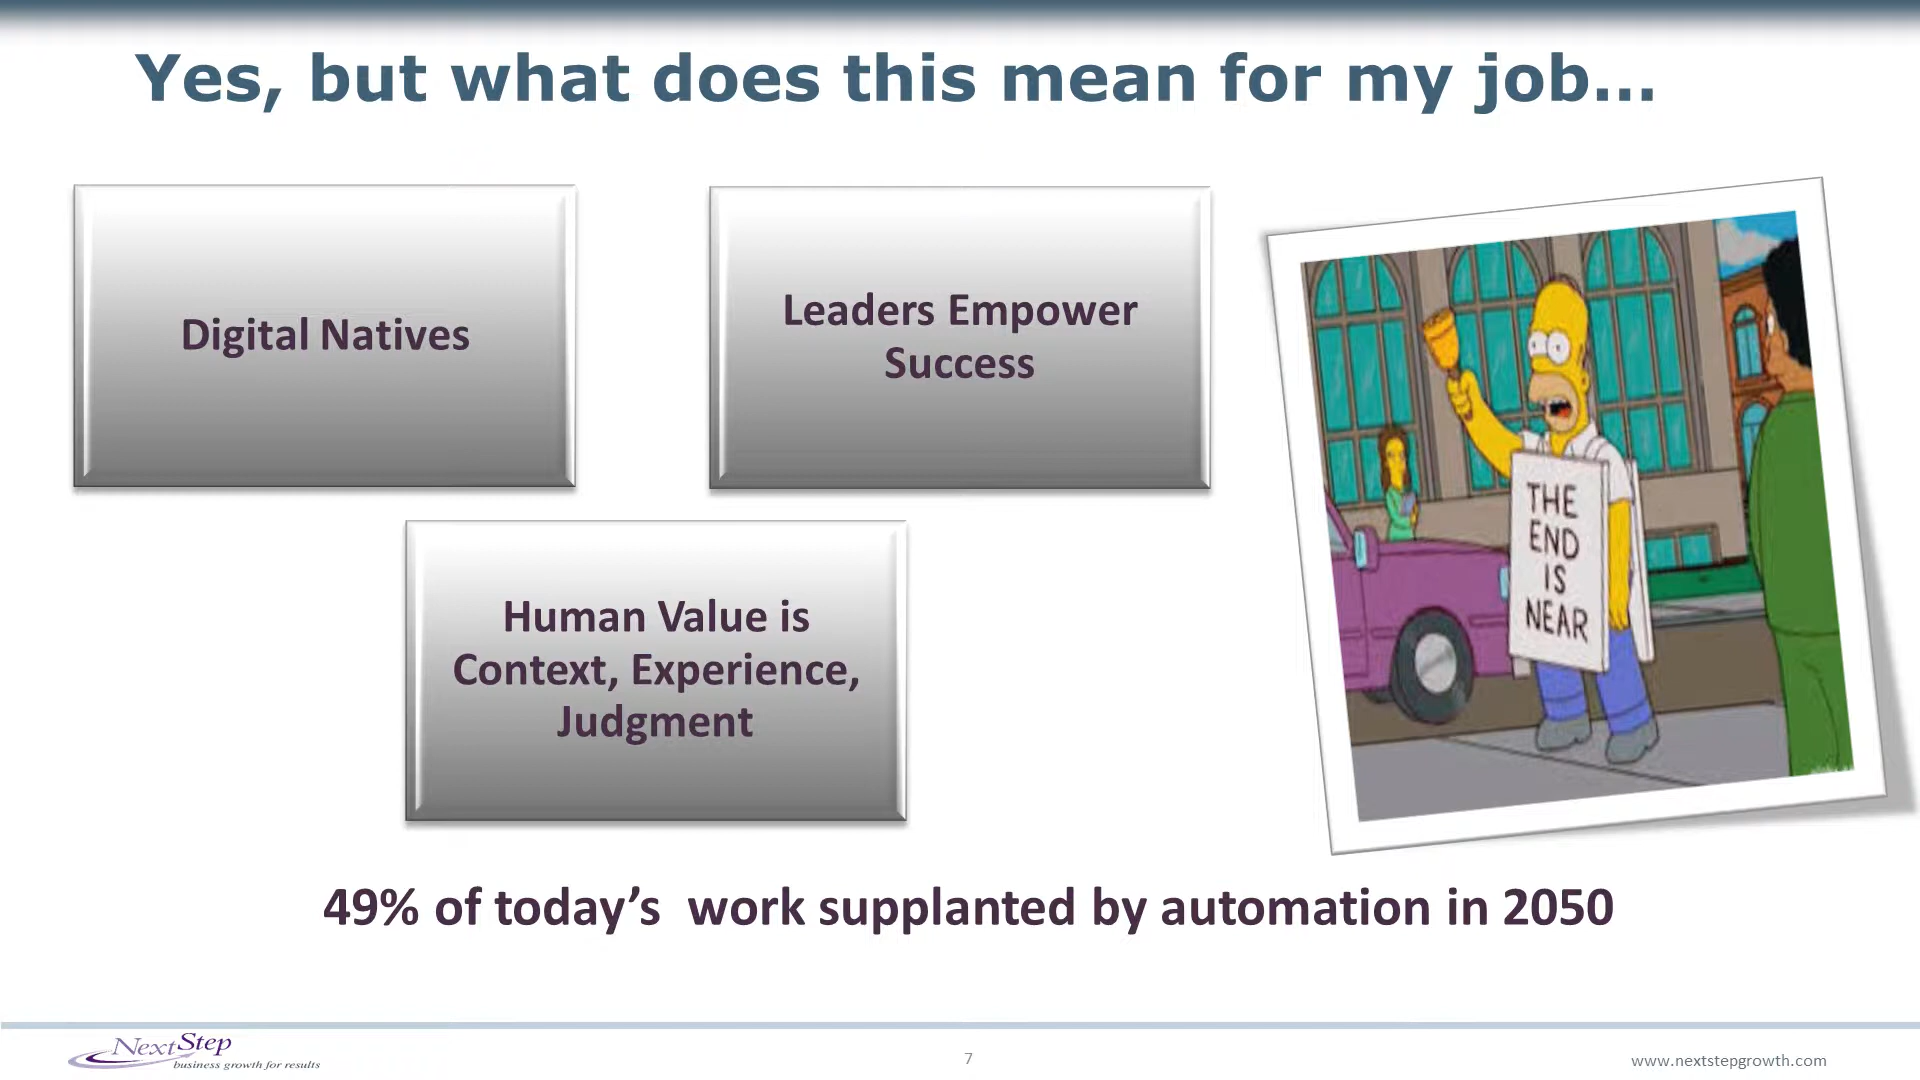 Yes, but what does this mean for my job...
Digital Natives
Leaders Empower
Success
Human Value is
Context, Experience,
Judgment
THE
END
IS
NEAR
49% of today’s  work supplanted by automation in 2050
NextStep
business growth for results
7
www.nextstepgrowth.com